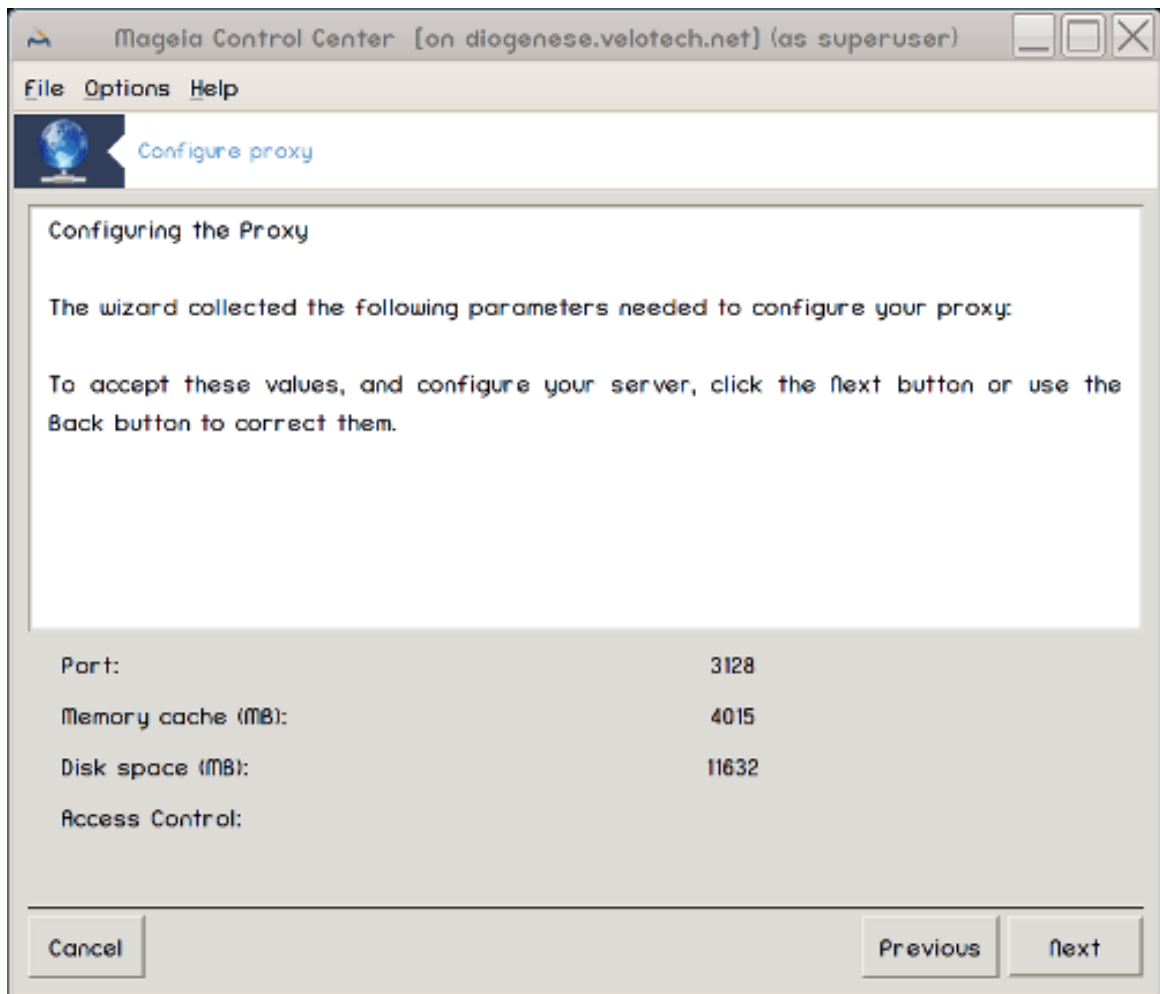 Mageia Control Center [on diogenese.velotech.net] (as superuser)
File Options Help
Configure proxy
Configuring the Proxy
The wizard collected the following parameters needed to configure your proxy:
To accept these values, and configure your server, click the Next button or use the
Back button to correct them.
Port: 3128
Memory cache (MB): 4015
Disk space (MB): 11632
Access Control:
Cancel Previous Next